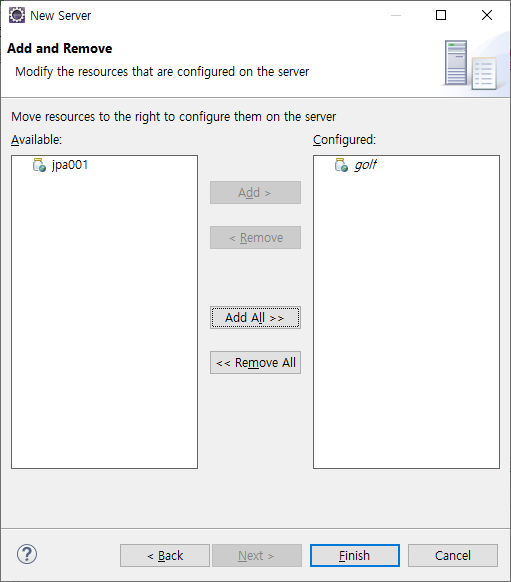 New Server
Add and Remove
Modify the resources that are configured on the server
Move resources to the right to configure them on the server
Available:
Configured:
jpa001
golf
Add >
< Remove
Add All >>
<< Remove All
?
< Back
Next >
Finish
Cancel